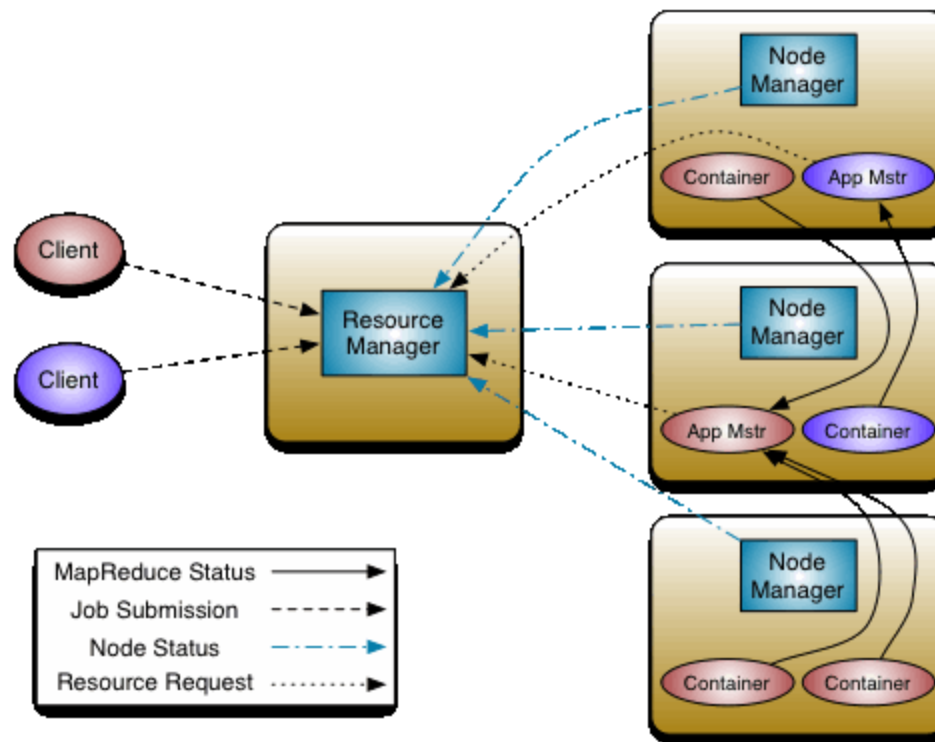 Node
Manager
Container
App Mstr
Client
Resource
Manager
Client
Node
Manager
App Mstr
Container
Node
Manager
Container
Container
MapReduce Status
Job Submission
Node Status
Resource Request